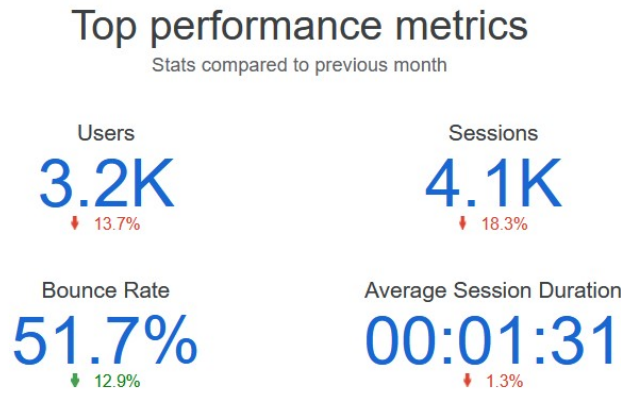 Top performance metrics
Stats compared to previous month
Users
3.2K
13.7%
Sessions
4.1K
18.3%
Bounce Rate
51.7%
12.9%
Average Session Duration
00:01:31
1.3%